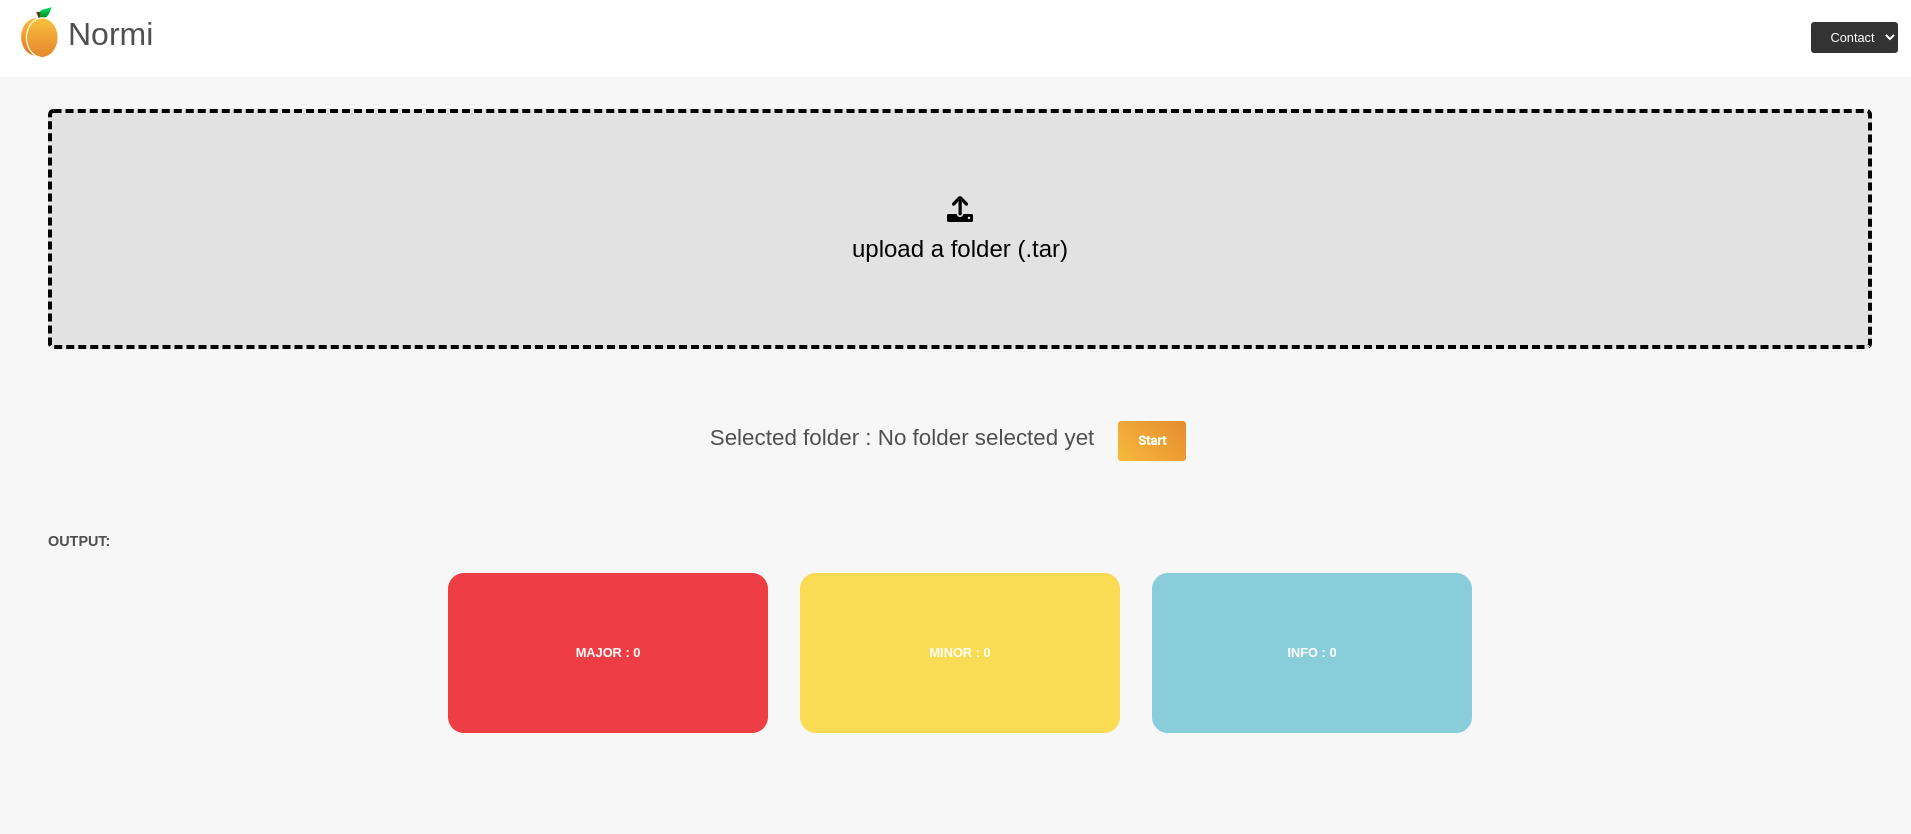 Normi
Contact
upload a folder (.tar)
Selected folder : No folder selected yet
Start
OUTPUT:
MAJOR : 0
MINOR : 0
INFO : 0